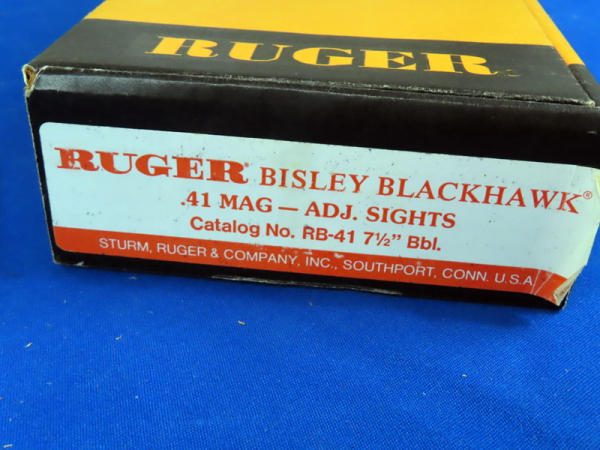 RUGER
RUGER® BISLEY BLACKHAWK®
.41 MAG — ADJ. SIGHTS
Catalog No. RB-41 7½" Bbl.
STURM, RUGER & COMPANY, INC., SOUTHPORT, CONN. U.S.A.